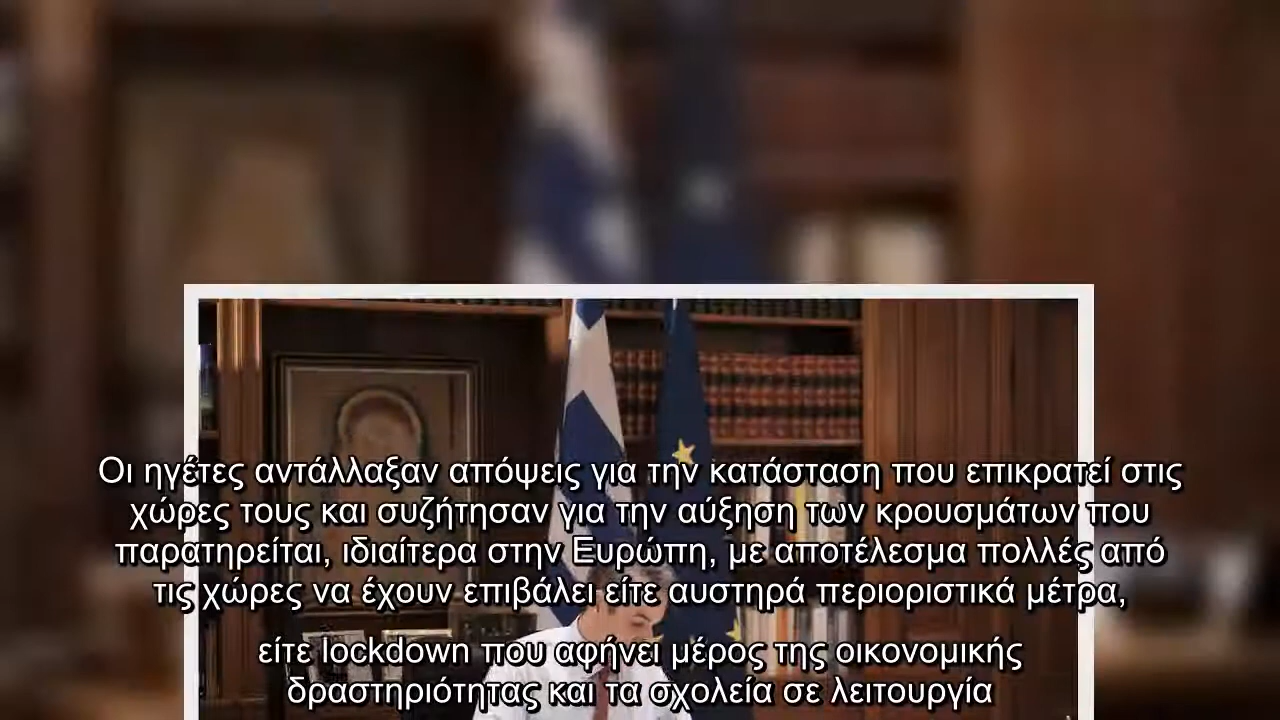 Οι ηγέτες αντάλλαξαν απόψεις για την κατάσταση που επικρατεί στις
χώρες τους και συζήτησαν για την αύξηση των κρουσμάτων που
παρατηρείται, ιδιαίτερα στην Ευρώπη, με αποτέλεσμα πολλές από
τις χώρες να έχουν επιβάλει είτε αυστηρά περιοριστικά μέτρα,
είτε lockdown που αφήνει μέρος της οικονομικής
δραστηριότητας και τα σχολεία σε λειτουργία